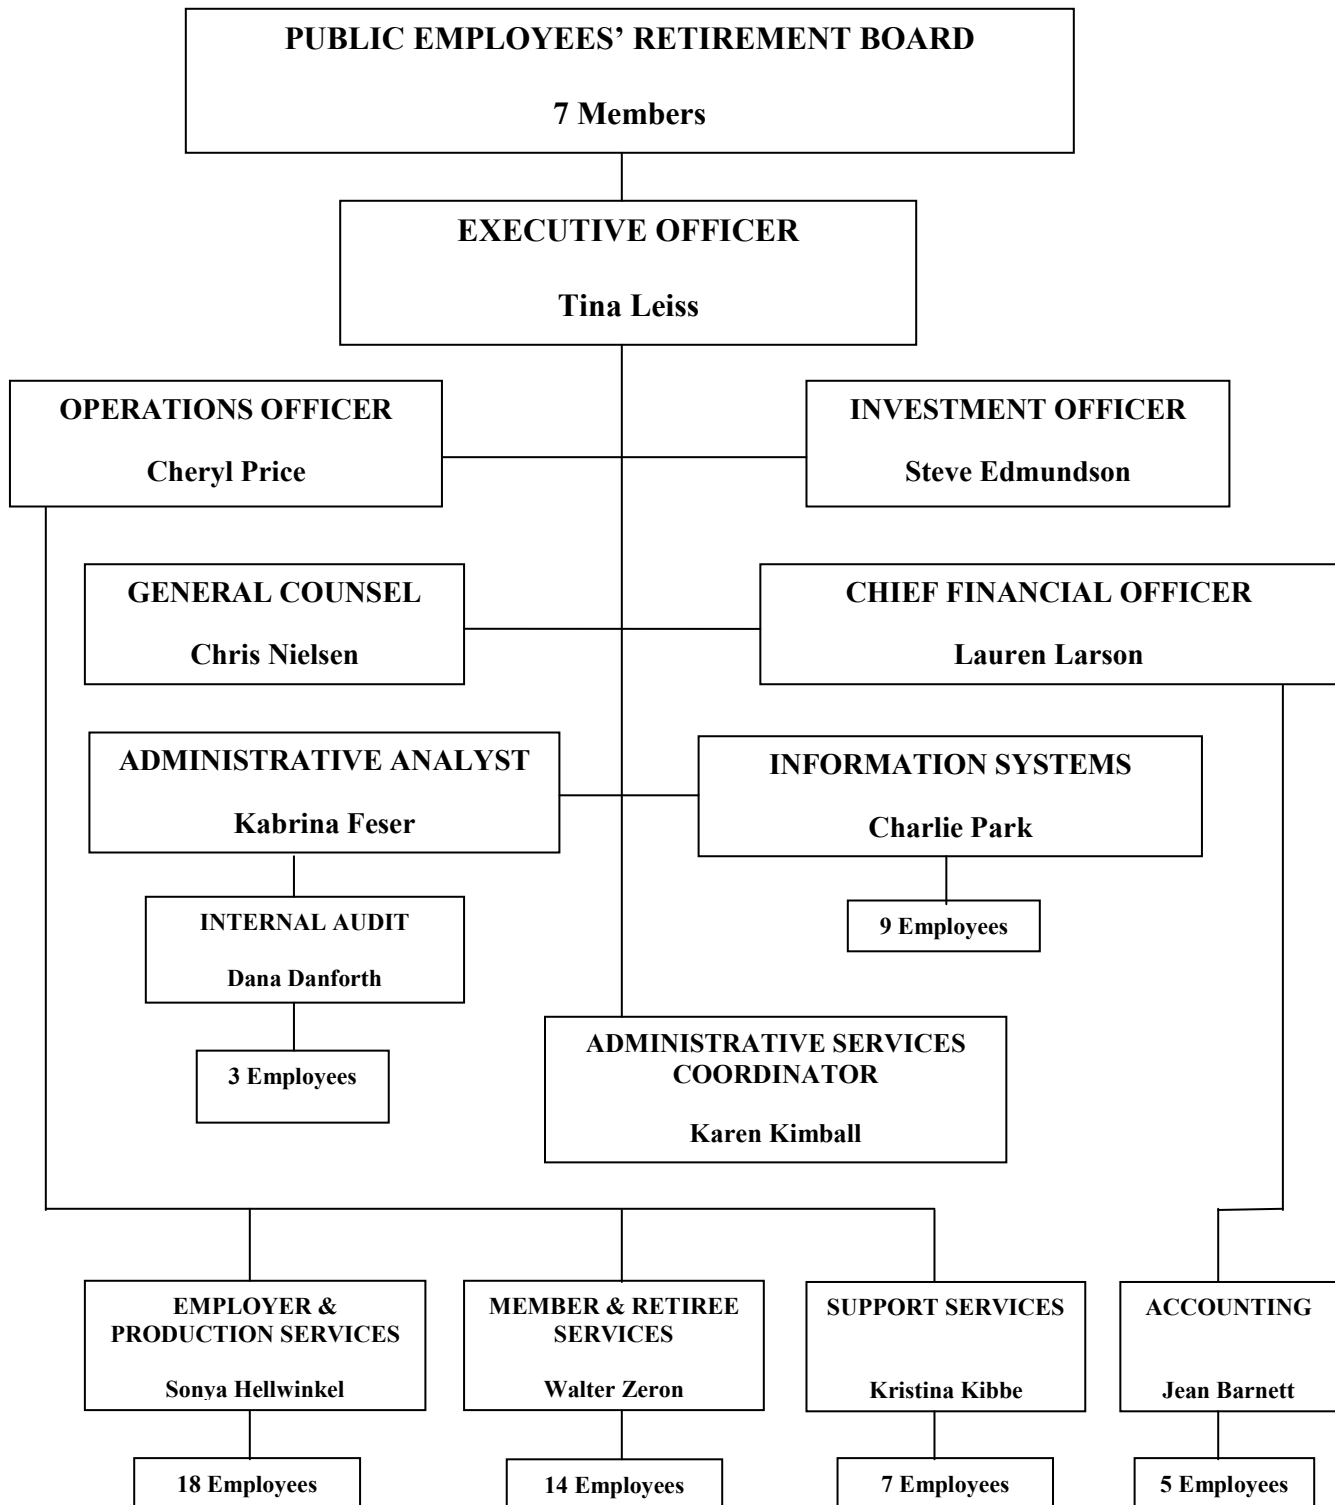 PUBLIC EMPLOYEES’ RETIREMENT BOARD
7 Members
EXECUTIVE OFFICER
Tina Leiss
OPERATIONS OFFICER
Cheryl Price
INVESTMENT OFFICER
Steve Edmundson
GENERAL COUNSEL
Chris Nielsen
CHIEF FINANCIAL OFFICER
Lauren Larson
ADMINISTRATIVE ANALYST
Kabrina Feser
INFORMATION SYSTEMS
Charlie Park
INTERNAL AUDIT
Dana Danforth
9 Employees
3 Employees
ADMINISTRATIVE SERVICES
COORDINATOR
Karen Kimball
EMPLOYER &
PRODUCTION SERVICES
Sonya Hellwinkel
MEMBER & RETIREE
SERVICES
Walter Zeron
SUPPORT SERVICES
Kristina Kibbe
ACCOUNTING
Jean Barnett
18 Employees
14 Employees
7 Employees
5 Employees